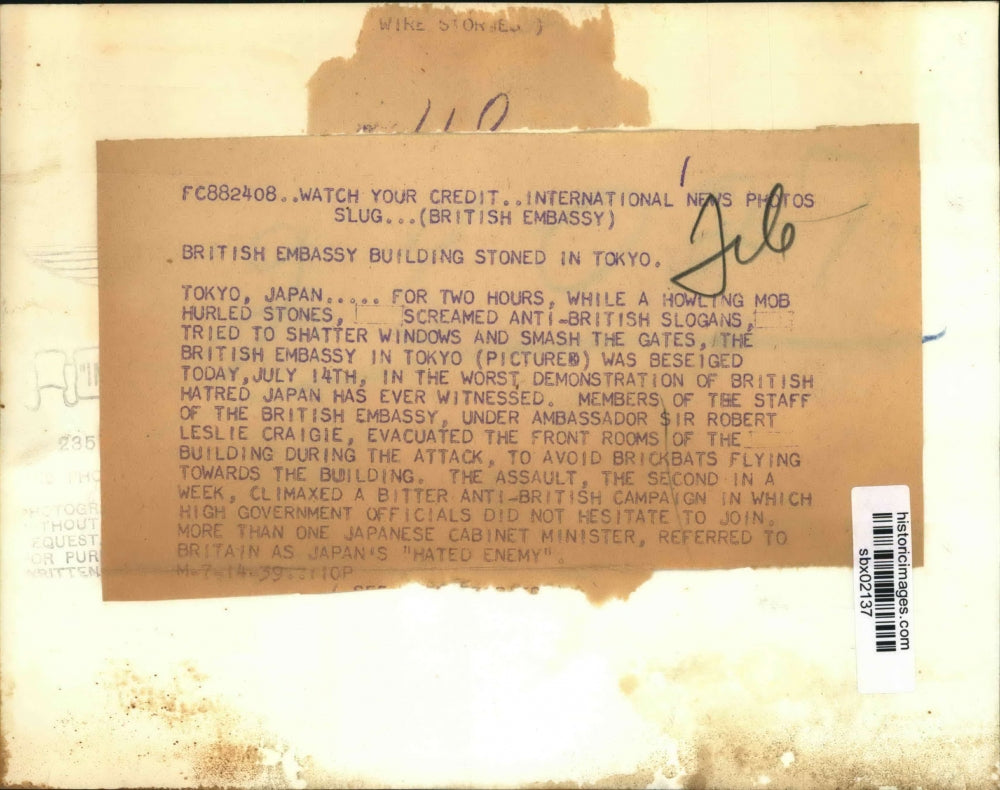 WIRE STORIES )
110
FC882408..WATCH YOUR CREDIT..INTERNATIONAL NEWS PHOTOS
SLUG...(BRITISH EMBASSY)
BRITISH EMBASSY BUILDING STONED IN TOKYO.
TOKYO, JAPAN..... FOR TWO HOURS, WHILE A HOWLING MOB
HURLED STONES, SCREAMED ANTI-BRITISH SLOGANS,
TRIED TO SHATTER WINDOWS AND SMASH THE GATES, THE
BRITISH EMBASSY IN TOKYO (PICTURED) WAS BESEIGED
TODAY,JULY 14TH, IN THE WORST DEMONSTRATION OF BRITISH
HATRED JAPAN HAS EVER WITNESSED. MEMBERS OF THE STAFF
OF THE BRITISH EMBASSY, UNDER AMBASSADOR SIR ROBERT
LESLIE CRAIGIE, EVACUATED THE FRONT ROOMS OF THE
BUILDING DURING THE ATTACK, TO AVOID BRICKBATS FLYING
TOWARDS THE BUILDING. THE ASSAULT, THE SECOND IN A
WEEK, CLIMAXED A BITTER ANTI-BRITISH CAMPAIGN IN WHICH
HIGH GOVERNMENT OFFICIALS DID NOT HESITATE TO JOIN.
MORE THAN ONE JAPANESE CABINET MINISTER, REFERRED TO
BRITAIN AS JAPAN'S "HATED ENEMY".
M-7-14-39
235
THOUT
EQUEST
OR PUR
WRITTEN
historicimages.com
sbx02137